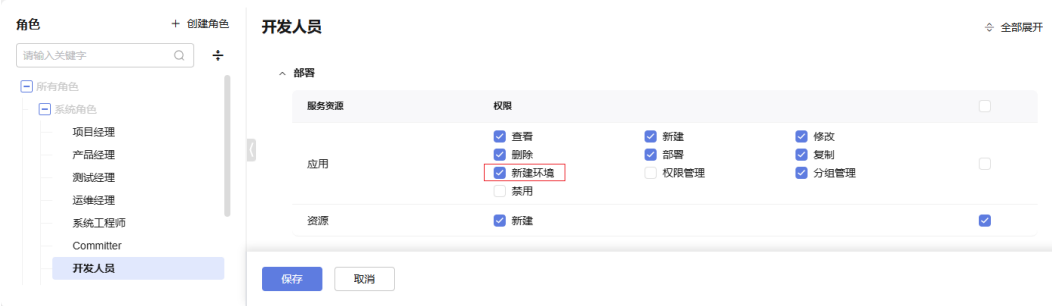 角色
+ 创建角色
请输入关键字
所有角色
系统角色
项目经理
产品经理
测试经理
运维经理
系统工程师
Committer
开发人员
开发人员
全部展开
部署
服务资源 权限
应用
查看 新建 修改
删除 部署 复制
新建环境 权限管理 分组管理
禁用
资源 新建
保存 取消